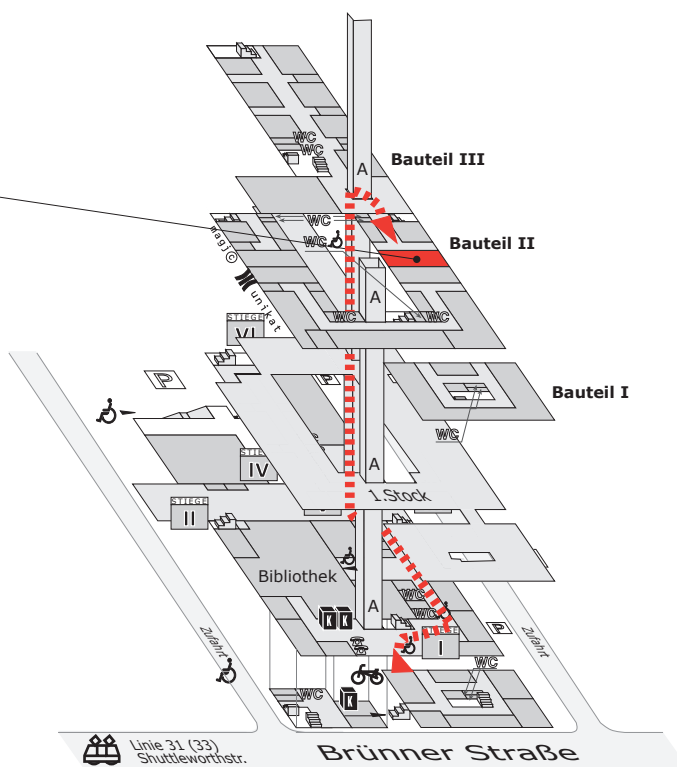 WC
WC
A
Bauteil III
WC
WC
Bauteil II
magi©
unikat
A
WC
WC
STIEGE
VI
P
P
Bauteil I
WC
STIEGE
IV
A
1.Stock
STIEGE
II
Bibliothek
WC
WC
A
P
STIEGE
I
WC
Zufahrt
Zufahrt
WC
Linie 31 (33)
Shuttleworthstr.
Brünner Straße